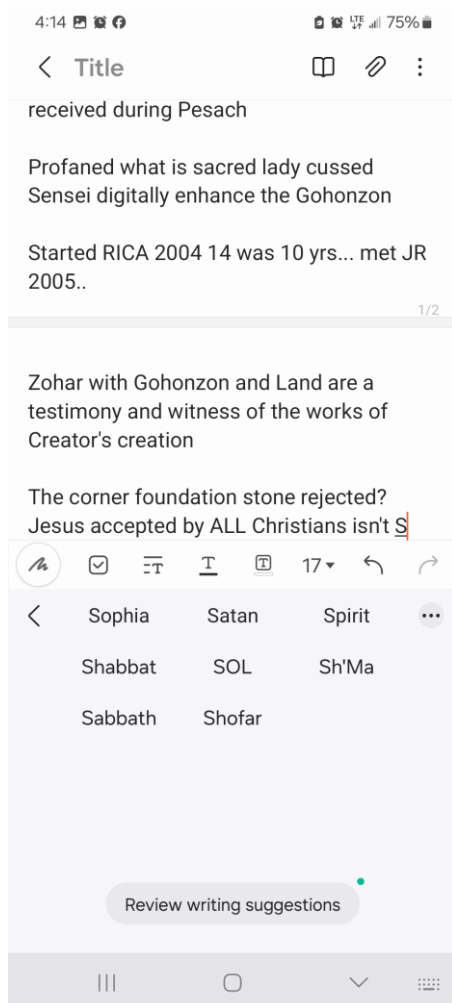 4:14
LTE 75%
Title
received during Pesach
Profaned what is sacred lady cussed
Sensei digitally enhance the Gohonzon
Started RICA 2004 14 was 10 yrs... met JR
2005..
1/2
Zohar with Gohonzon and Land are a
testimony and witness of the works of
Creator's creation
The corner foundation stone rejected?
Jesus accepted by ALL Christians isn't S
T T T 17
Sophia Satan Spirit
Shabbat SOL Sh'Ma
Sabbath Shofar
Review writing suggestions